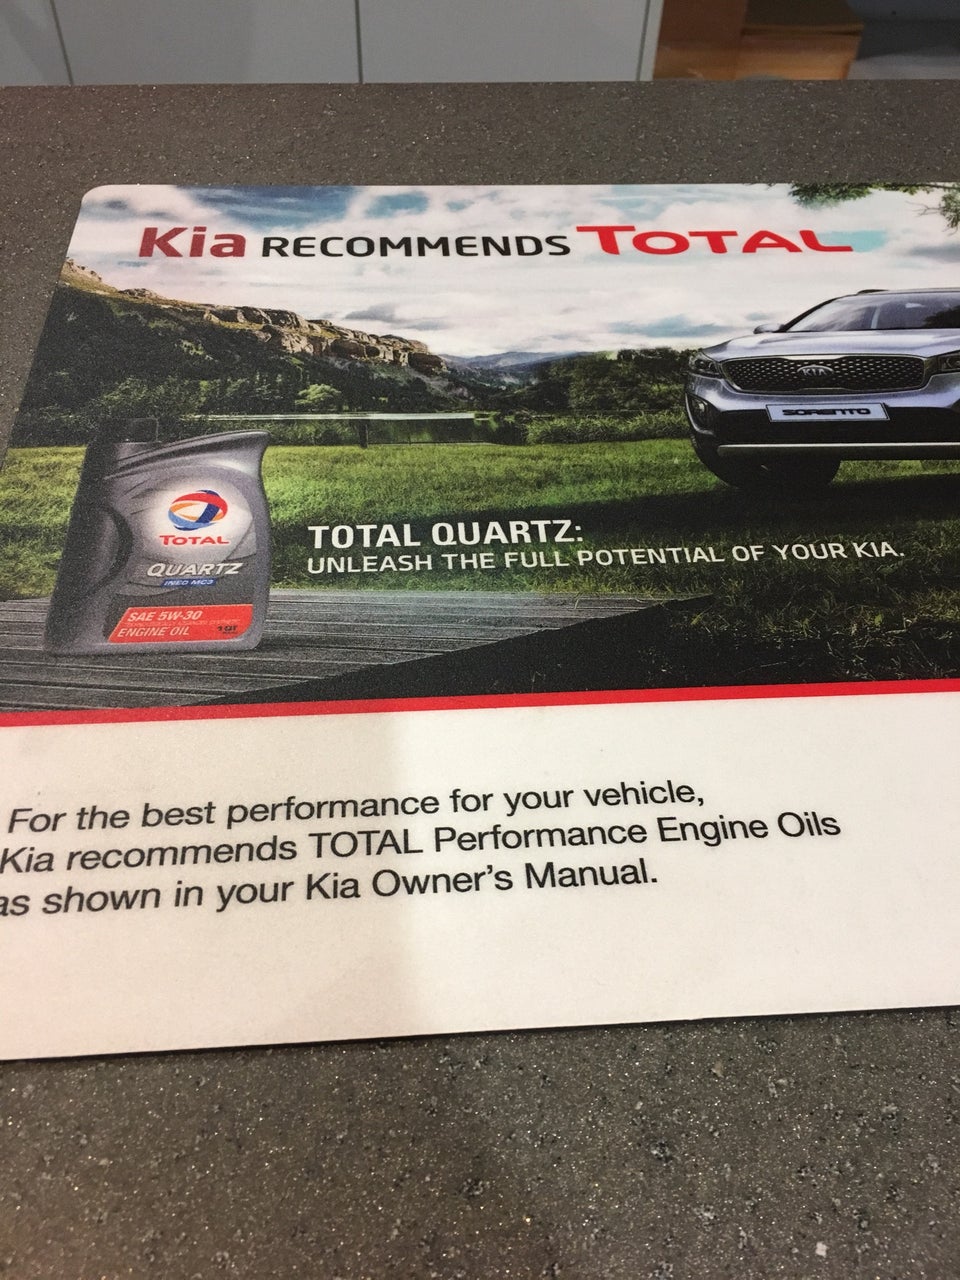 Kia RECOMMENDS TOTAL
KIA
SORENTO
TOTAL
QUARTZ
INEO MC3
SAE 5W-30
ENGINE OIL
TOTAL QUARTZ:
UNLEASH THE FULL POTENTIAL OF YOUR KIA.
For the best performance for your vehicle,
Kia recommends TOTAL Performance Engine Oils
as shown in your Kia Owner's Manual.